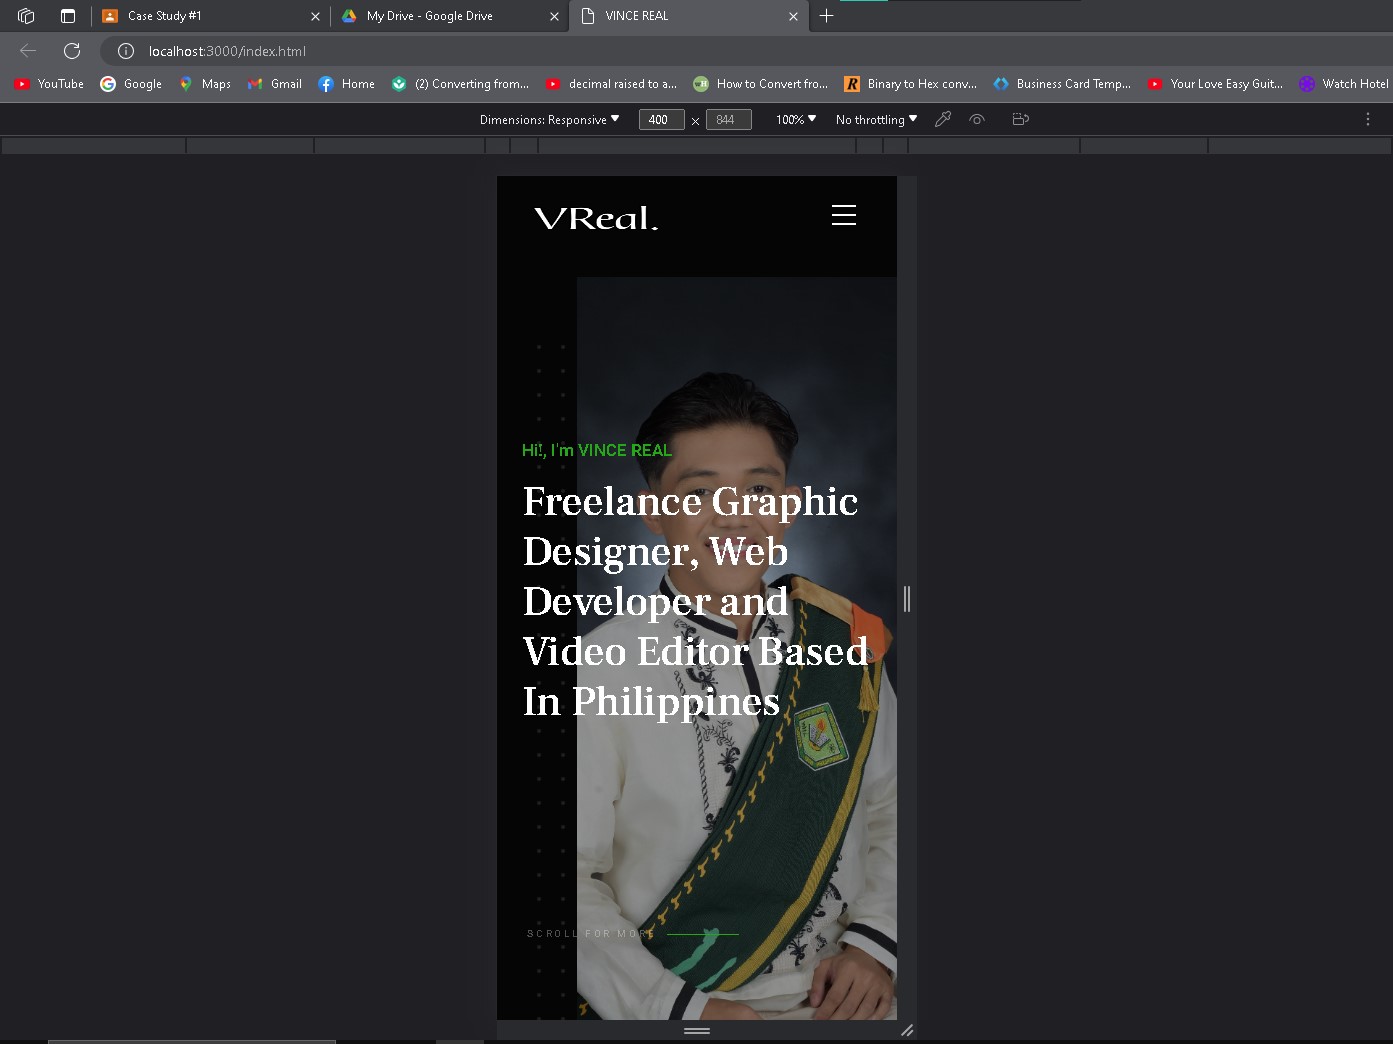 Case Study #1
My Drive - Google Drive
VINCE REAL
localhost:3000/index.html
YouTube
Google
Maps
Gmail
Home
(2) Converting from...
decimal raised to a...
How to Convert fro...
Binary to Hex conv...
Business Card Temp...
Your Love Easy Guit...
Watch Hotel
Dimensions: Responsive
400
×
844
100%
No throttling
VReal.
Hi!, I'm VINCE REAL
Freelance Graphic
Designer, Web
Developer and
Video Editor Based
In Philippines
SCROLL FOR MORE